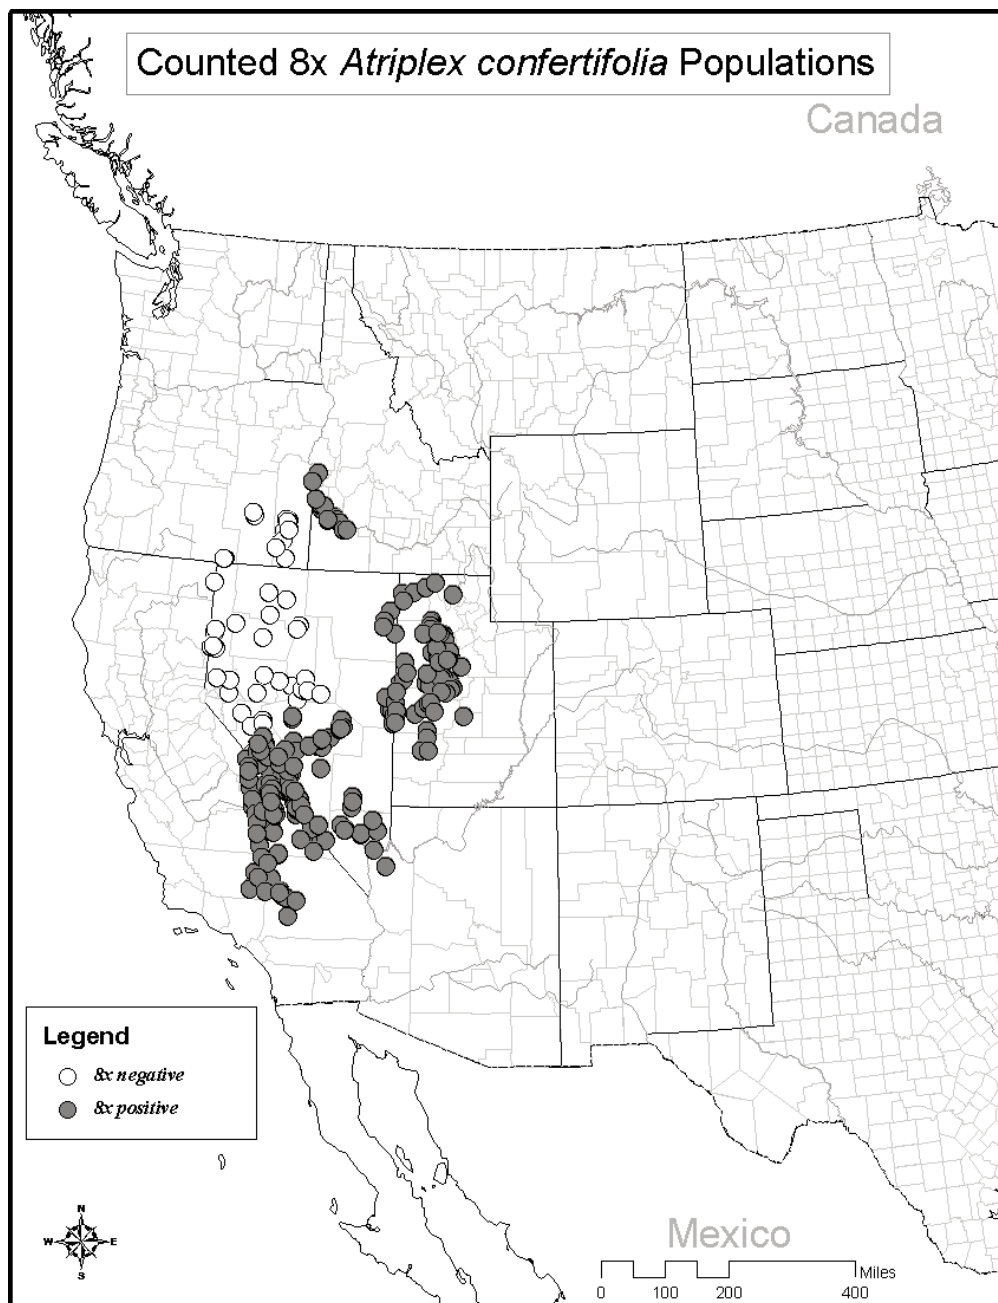 Counted 8x Atriplex confertifolia Populations
Canada
Legend
8x negative
8x positive
N
W E
S
Mexico
Miles
0 100 200 400